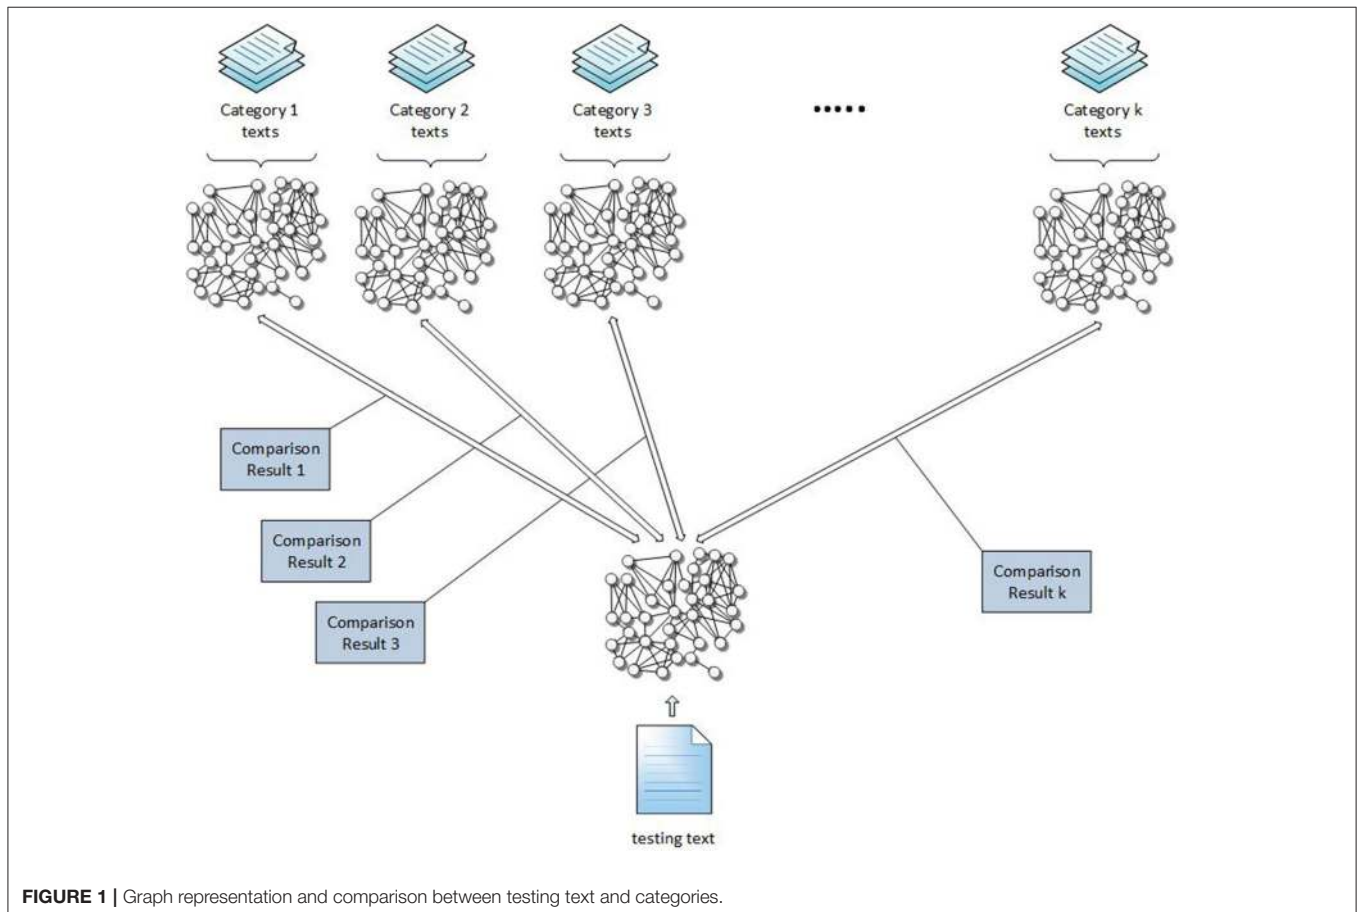 Category 1
texts
Category 2
texts
Category 3
texts
.....
Category k
texts
Comparison
Result 1
Comparison
Result 2
Comparison
Result 3
Comparison
Result k
testing text
FIGURE 1 | Graph representation and comparison between testing text and categories.